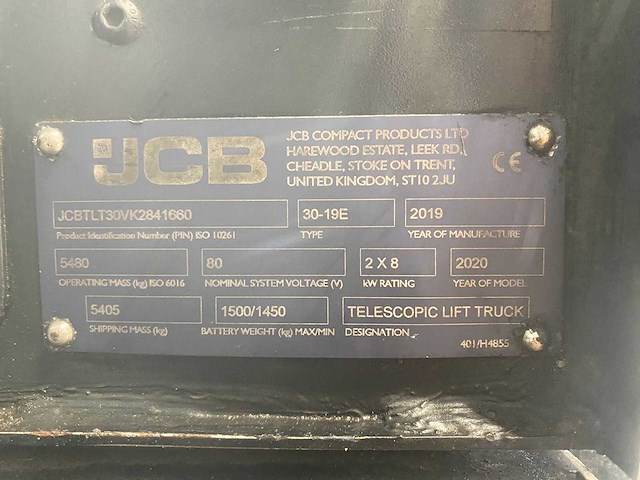 JCB
JCB COMPACT PRODUCTS LTD
HAREWOOD ESTATE, LEEK RD.,
CHEADLE, STOKE ON TRENT,
UNITED KINGDOM, ST10 2JU
CE
JCBTLT30VK2841660 30-19E 2019
Product Identification Number (PIN) ISO 10261 TYPE YEAR OF MANUFACTURE
5480 80 2 X 8 2020
OPERATING MASS (kg) ISO 6016 NOMINAL SYSTEM VOLTAGE (V) kW RATING YEAR OF MODEL
5405 1500/1450 TELESCOPIC LIFT TRUCK
SHIPPING MASS (kg) BATTERY WEIGHT (kg) MAX/MIN DESIGNATION
401/H4855